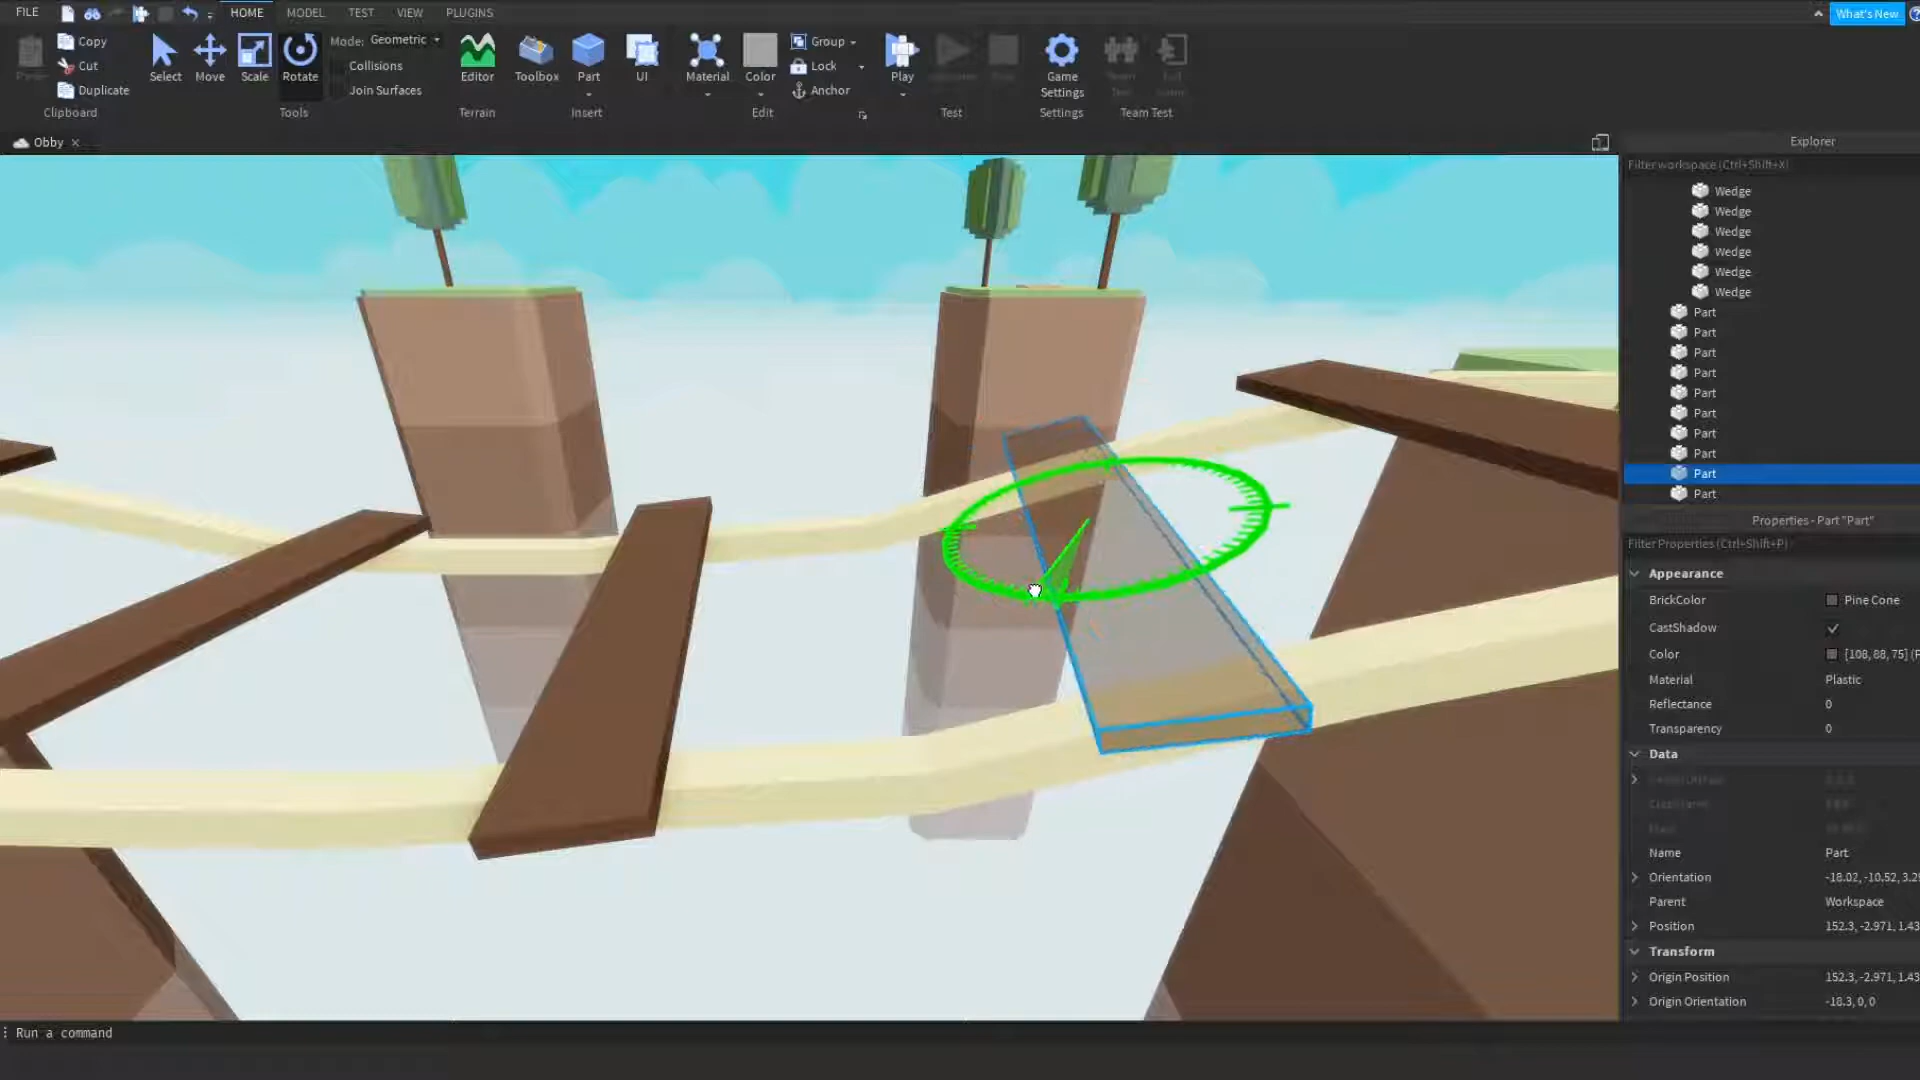 FILE HOME MODEL TEST VIEW PLUGINS What's New
Copy
Cut
Duplicate
Clipboard
Select Move Scale Rotate
Mode: Geometric
Collisions
Join Surfaces
Tools
Editor
Terrain
Toolbox Part UI
Insert
Material Color
Group
Lock
Anchor
Edit
Play
Test
Game
Settings
Settings
Team Test
Obby
Explorer
Filter workspace (Ctrl+Shift+X)
Wedge
Wedge
Wedge
Wedge
Wedge
Wedge
Part
Part
Part
Part
Part
Part
Part
Part
Part
Part
Properties - Part "Part"
Filter Properties (Ctrl+Shift+P)
Appearance
BrickColor Pine Cone
CastShadow
Color [108, 88, 75]
Material Plastic
Reflectance 0
Transparency 0
Data
Name Part
Orientation -18.02, -10.52,
Parent Workspace
Position 152.3, -2.971, 1.43
Transform
Origin Position 152.3, -2.971, 1.43
Origin Orientation -18.3, 0, 0
Run a command